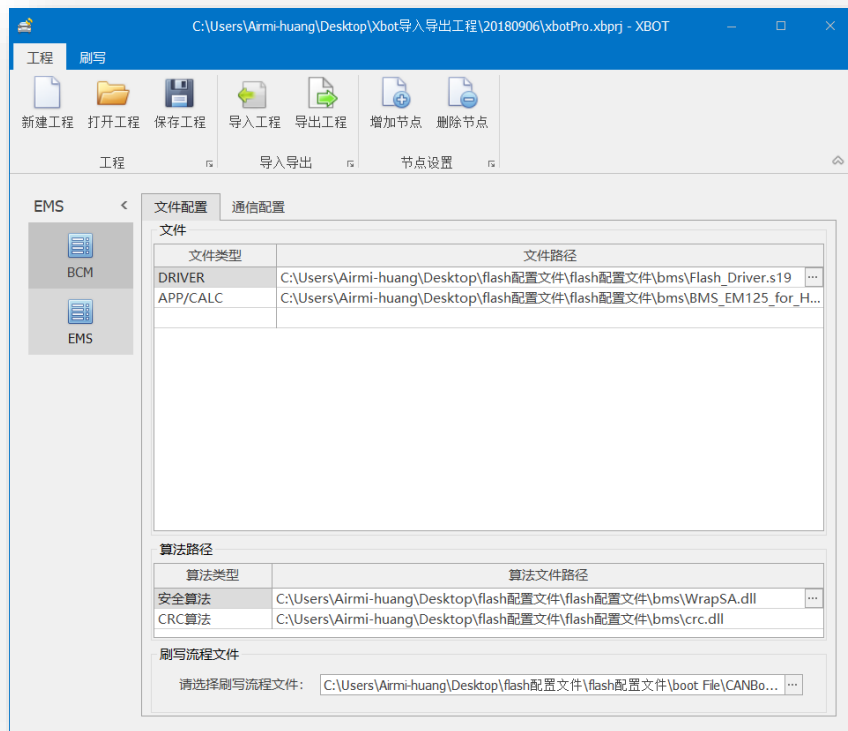 C:\Users\Airmi-huang\Desktop\Xbot导入导出工程\20180906\xbotPro.xbprj - XBOT
工程 刷写
新建工程 打开工程 保存工程 导入工程 导出工程 增加节点 删除节点
工程 导入导出 节点设置
EMS
BCM
EMS
文件配置 通信配置
文件
文件类型 文件路径
DRIVER C:\Users\Airmi-huang\Desktop\flash配置文件\flash配置文件\bms\Flash_Driver.s19 ...
APP/CALC C:\Users\Airmi-huang\Desktop\flash配置文件\flash配置文件\bms\BMS_EM125_for_H...
算法路径
算法类型 算法文件路径
安全算法 C:\Users\Airmi-huang\Desktop\flash配置文件\flash配置文件\bms\WrapSA.dll ...
CRC算法 C:\Users\Airmi-huang\Desktop\flash配置文件\flash配置文件\bms\crc.dll
刷写流程文件
请选择刷写流程文件: C:\Users\Airmi-huang\Desktop\flash配置文件\flash配置文件\boot File\CANBo... ...